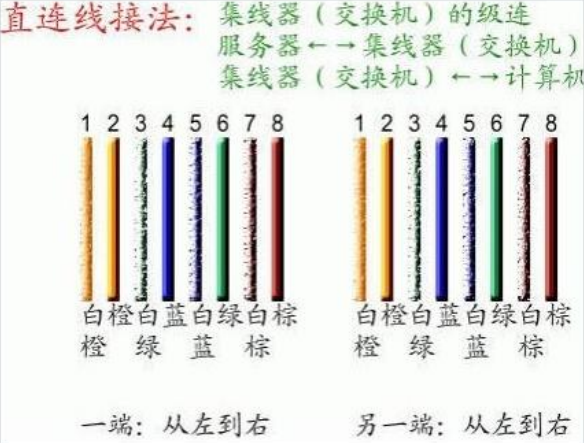 直连线接法：
集线器（交换机）的级连
服务器←→集线器（交换机）
集线器（交换机）←→计算机
1 2 3 4 5 6 7 8
1 2 3 4 5 6 7 8
白橙 橙 白绿 蓝 白蓝 绿 白棕 棕
白橙 橙 白绿 蓝 白蓝 绿 白棕 棕
一端：从左到右
另一端：从左到右